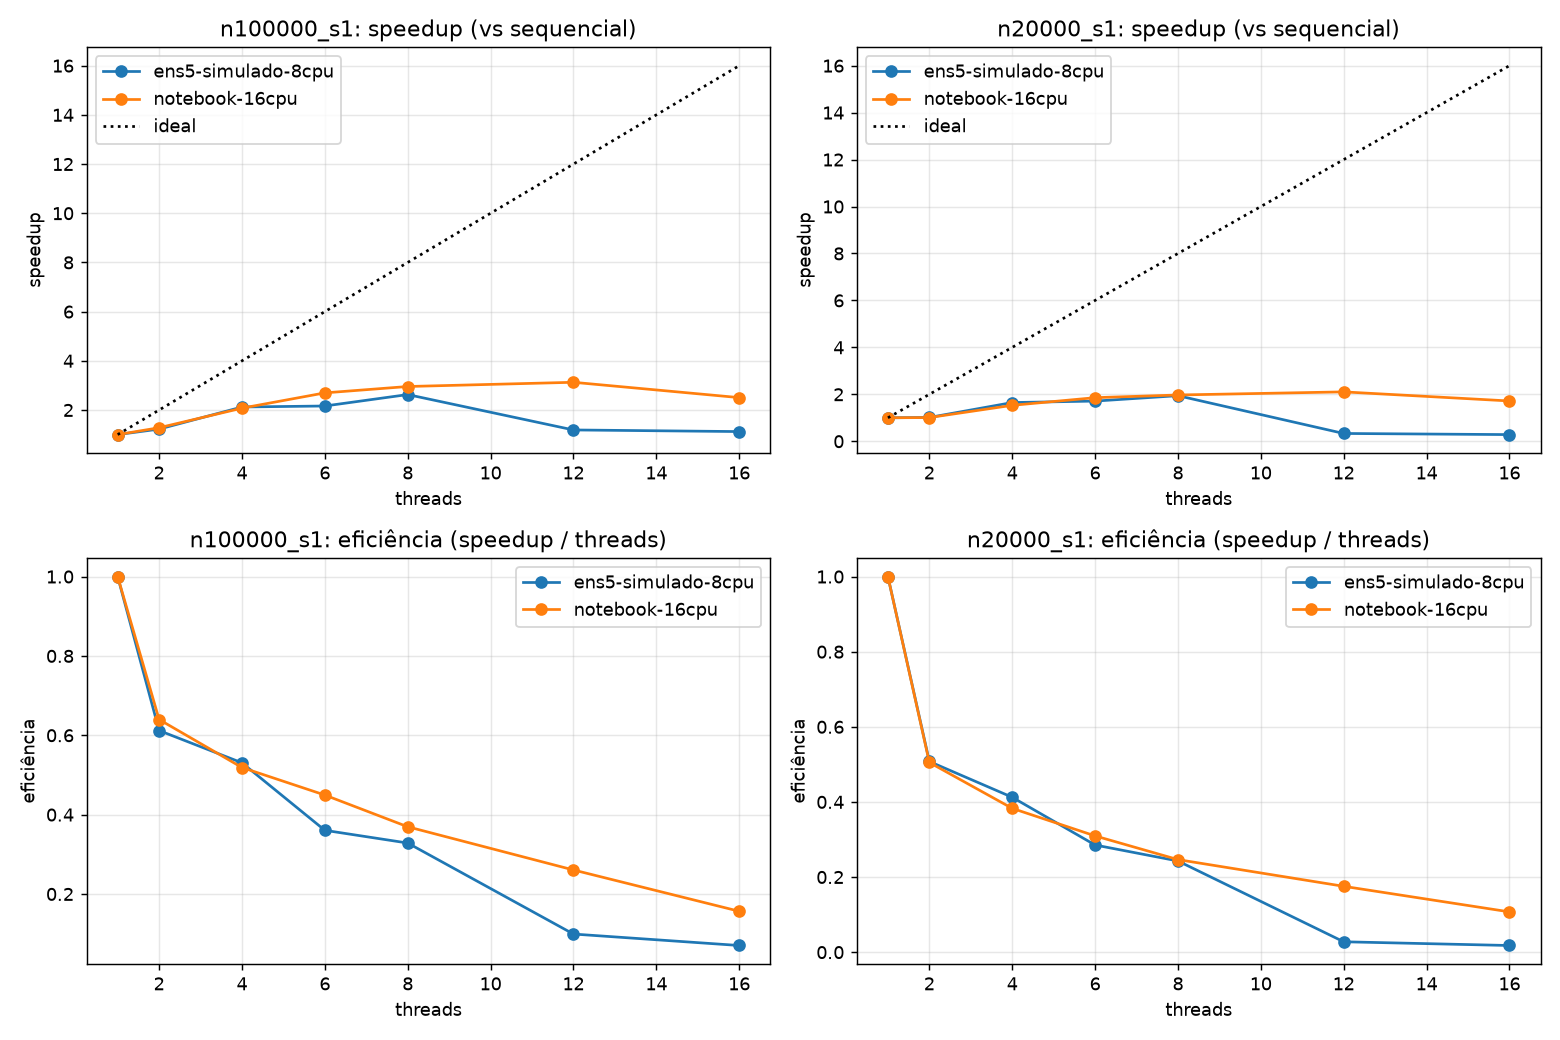 n100000_s1: speedup (vs sequencial)
ens5-simulado-8cpu
notebook-16cpu
ideal
16
14
12
10
8
6
4
2
speedup
2 4 6 8 10 12 14 16
threads
n20000_s1: speedup (vs sequencial)
ens5-simulado-8cpu
notebook-16cpu
ideal
16
14
12
10
8
6
4
2
0
speedup
2 4 6 8 10 12 14 16
threads
n100000_s1: eficiência (speedup / threads)
ens5-simulado-8cpu
notebook-16cpu
1.0
0.8
0.6
0.4
0.2
eficiência
2 4 6 8 10 12 14 16
threads
n20000_s1: eficiência (speedup / threads)
ens5-simulado-8cpu
notebook-16cpu
1.0
0.8
0.6
0.4
0.2
0.0
eficiência
2 4 6 8 10 12 14 16
threads